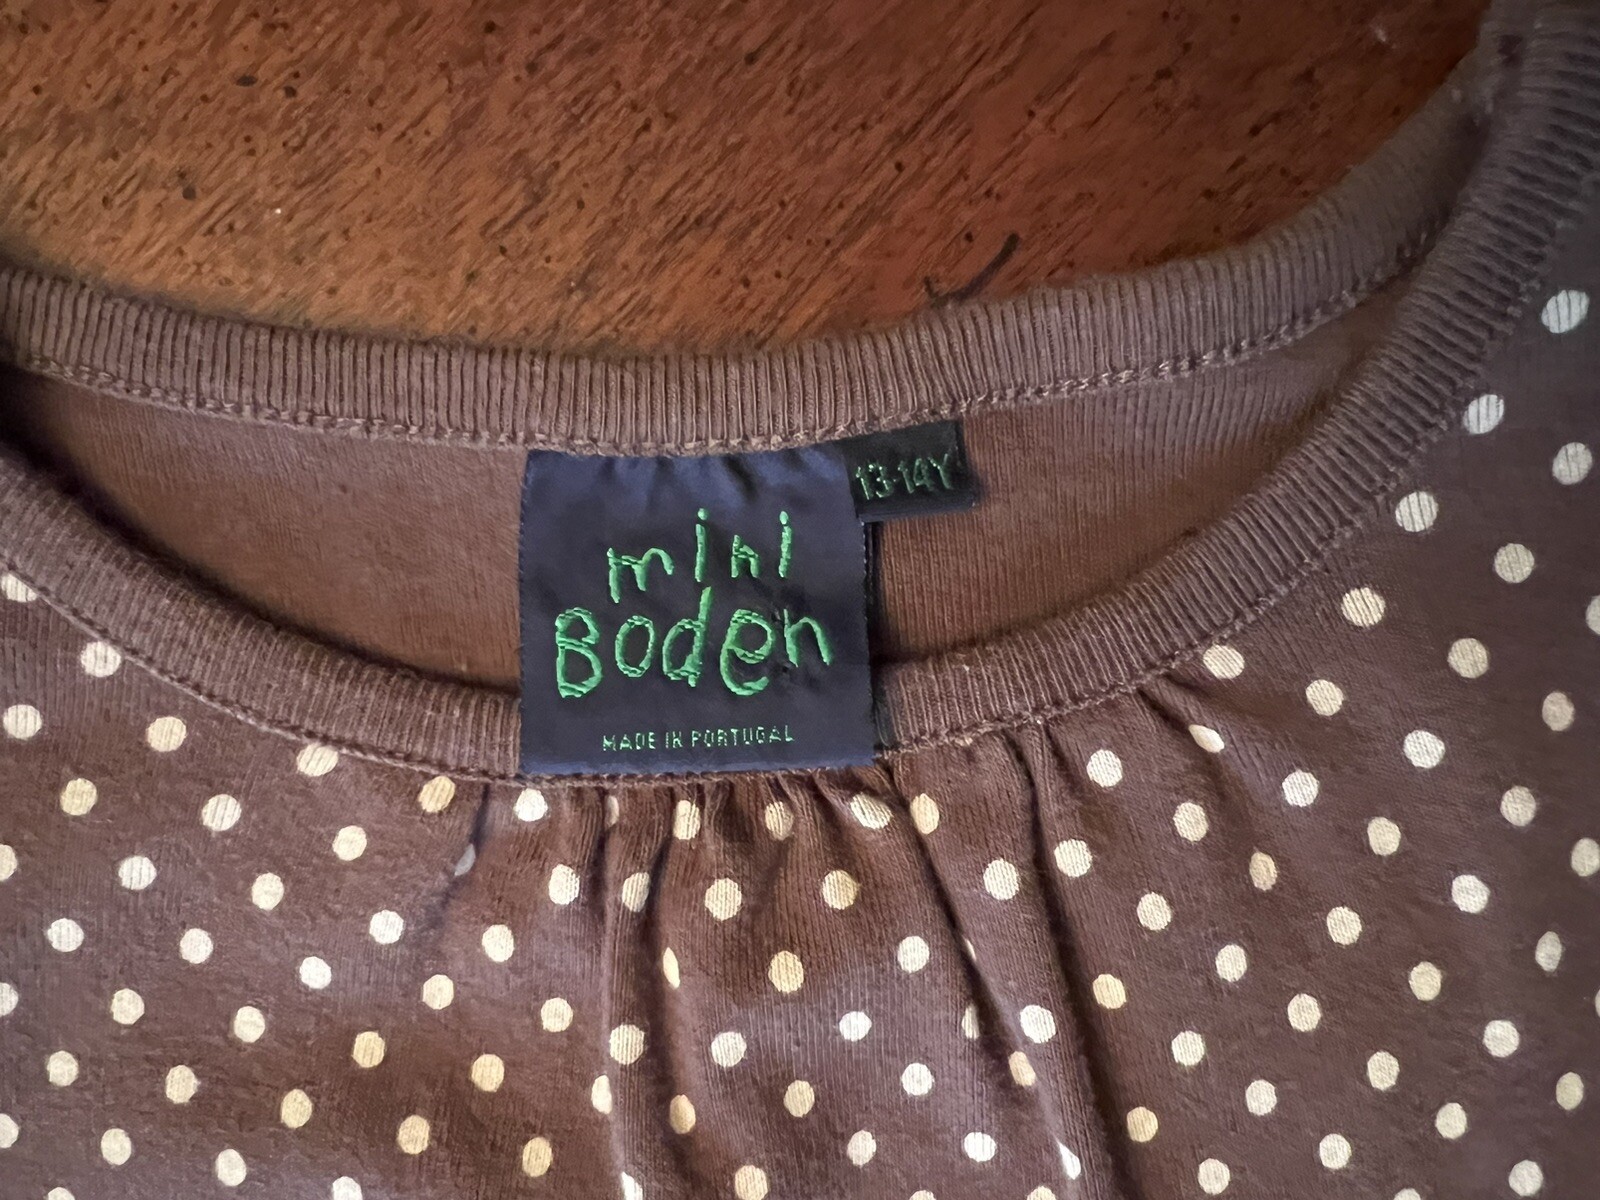 13-14Y
mini
Boden
MADE IN PORTUGAL